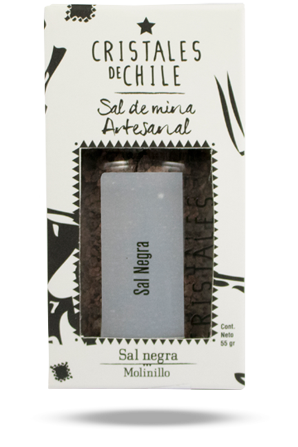 CRISTALES
DE CHILE
Sal de mina
Artesanal
Sal Negra
CRISTALES
Cont.
Neto
55 gr
Sal negra
Molinillo